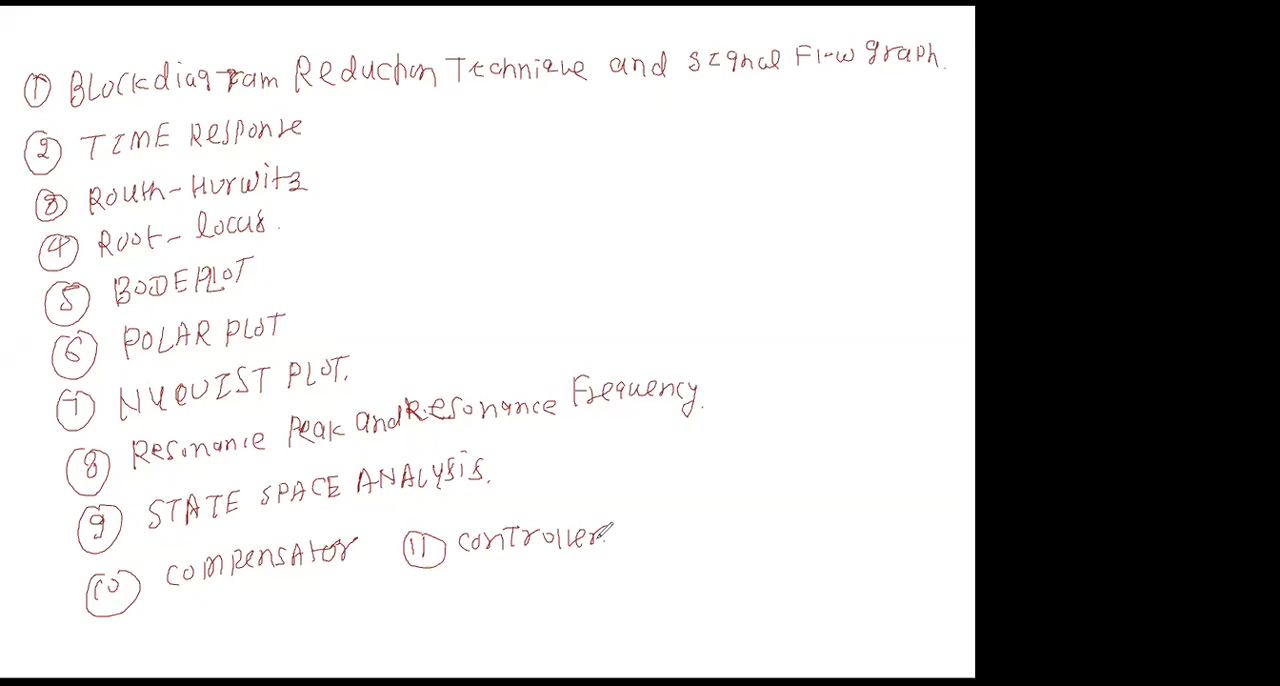 ① Blockdiagram Reduction Technique and signal Flow graph.
② TIME Response
③ Routh-Hurwitz
④ Root-locus.
⑤ BODE PLOT
⑥ POLAR PLOT
⑦ NYQUIST PLOT.
⑧ Resonance Peak and Resonance Frequency.
⑨ STATE SPACE ANALYSIS.
⑩ COMPENSATOR ⑪ controller